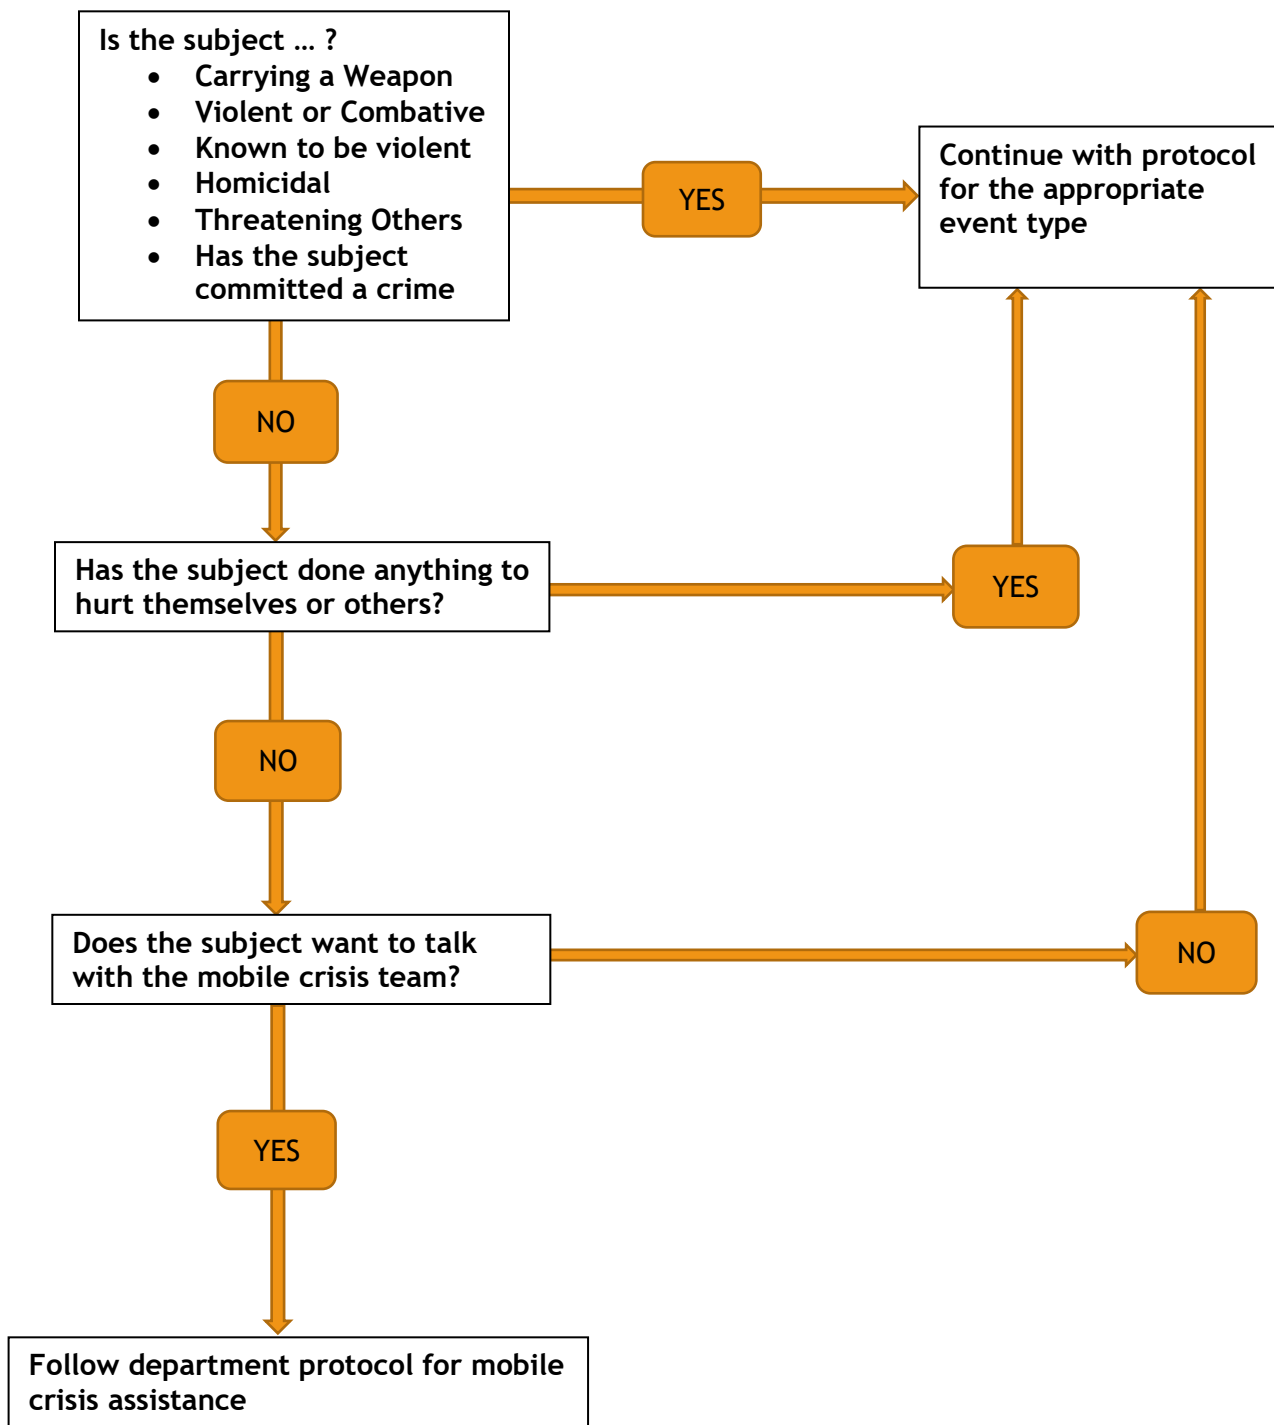 Is the subject … ?
• Carrying a Weapon
• Violent or Combative
• Known to be violent
• Homicidal
• Threatening Others
• Has the subject
committed a crime
YES
Continue with protocol
for the appropriate
event type
NO
Has the subject done anything to
hurt themselves or others?
YES
NO
Does the subject want to talk
with the mobile crisis team?
NO
YES
Follow department protocol for mobile
crisis assistance